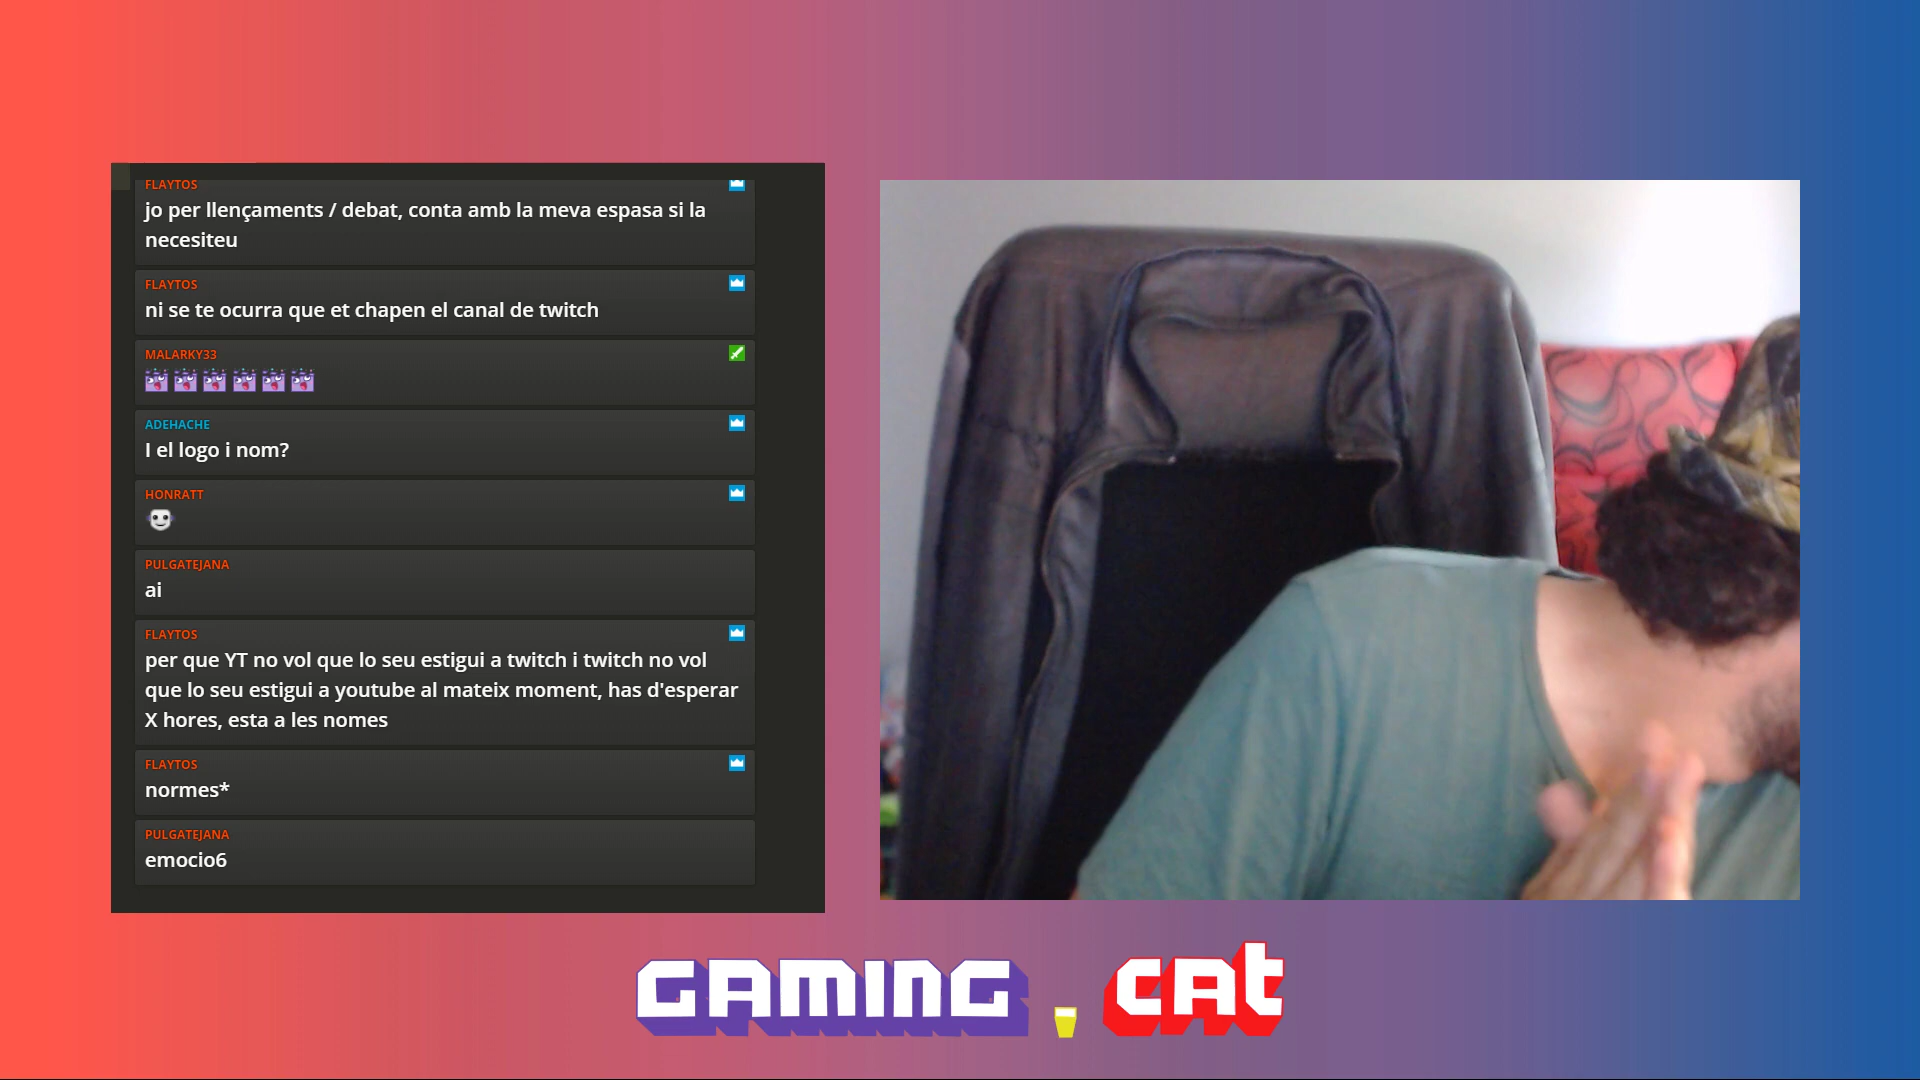 FLAYTOS
jo per llençaments / debat, conta amb la meva espasa si la
necesiteu
FLAYTOS
ni se te ocurra que et chapen el canal de twitch
MALARKY33
ADEHACHE
I el logo i nom?
HONRATT
PULGATEJANA
ai
FLAYTOS
per que YT no vol que lo seu estigui a twitch i twitch no vol
que lo seu estigui a youtube al mateix moment, has d'esperar
X hores, esta a les nomes
FLAYTOS
normes*
PULGATEJANA
emocio6
GAMING.cat